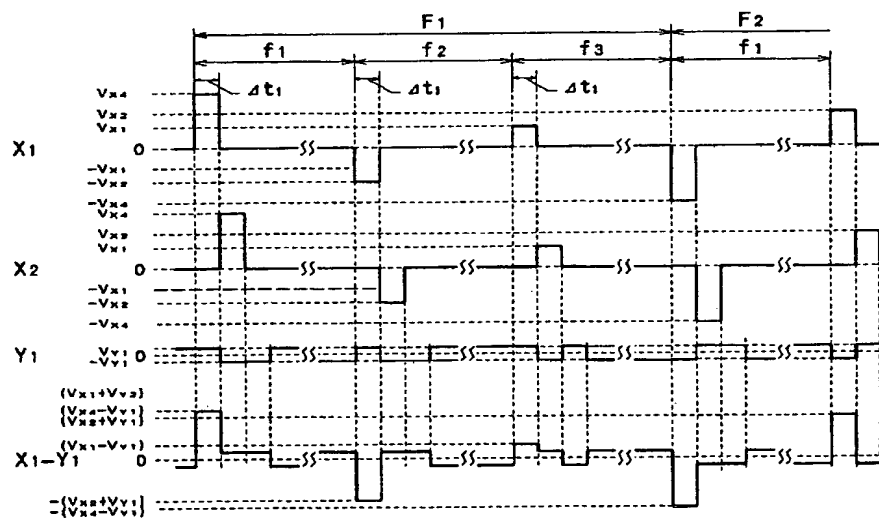 F1 F2
f1 f2 f3 f1
Δt1 Δt1 Δt1
Vx4
Vx2
Vx1
X1 0
-Vx1
-Vx2
-Vx4
Vx4
Vx2
Vx1
X2 0
-Vx1
-Vx2
-Vx4
Y1 VY1 0
-VY1
(Vx1+VY2)
(Vx4-VY1)
(Vx2+VY1)
(Vx1-VY1)
X1-Y1 0
-(Vx2+VY1)
-(Vx4-VY1)